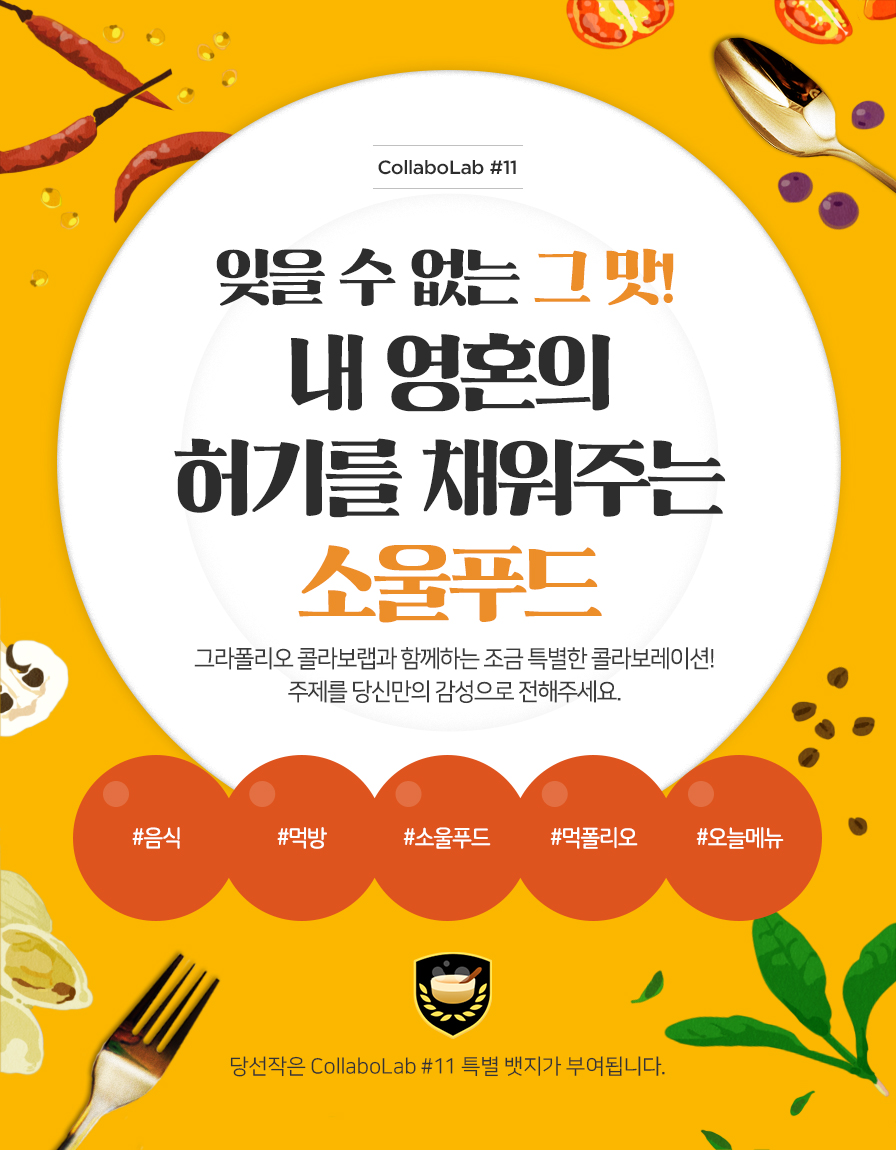 CollaboLab #11
잊을 수 없는 그 맛!
내 영혼의
허기를 채워주는
소울푸드
그라폴리오 콜라보랩과 함께하는 조금 특별한 콜라보레이션!
주제를 당신만의 감성으로 전해주세요.
#음식 #먹방 #소울푸드 #먹폴리오 #오늘메뉴
당선작은 CollaboLab #11 특별 뱃지가 부여됩니다.